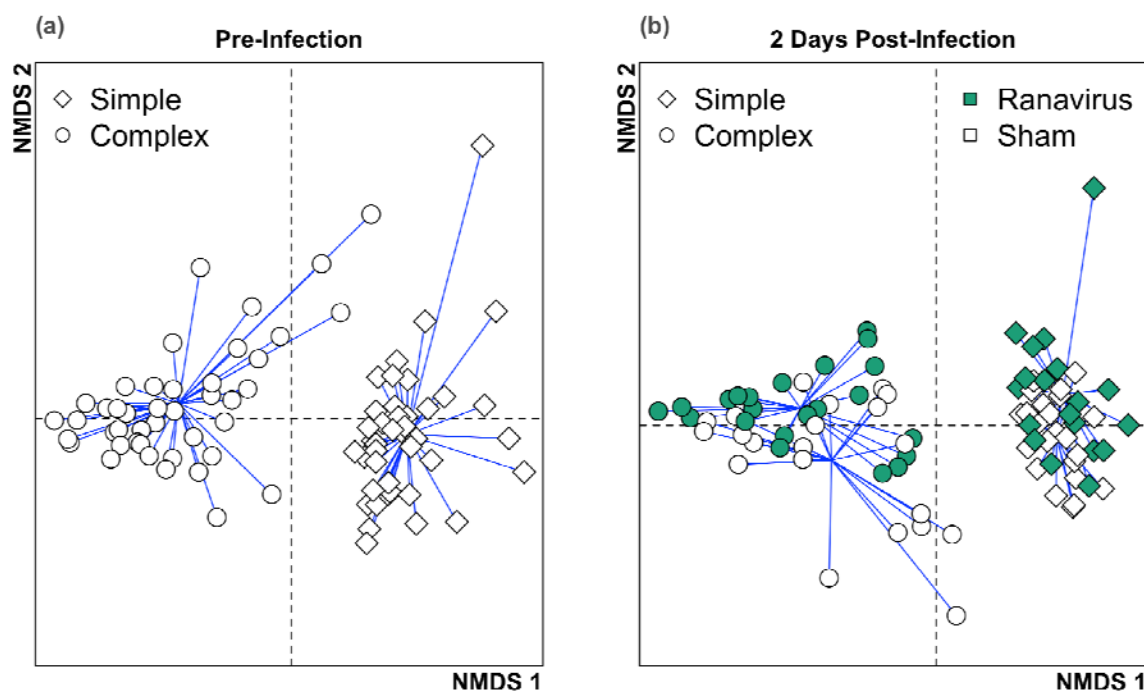 (a)
Pre-Infection
NMDS 2
Simple
Complex
NMDS 1
(b)
2 Days Post-Infection
NMDS 2
Simple
Complex
Ranavirus
Sham
NMDS 1